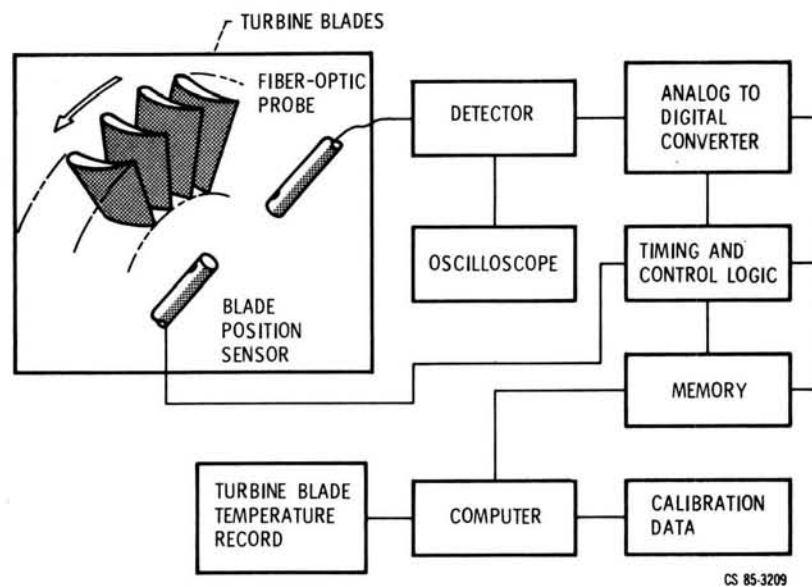 TURBINE BLADES
FIBER-OPTIC
PROBE
DETECTOR
ANALOG TO
DIGITAL
CONVERTER
OSCILLOSCOPE
TIMING AND
CONTROL LOGIC
BLADE
POSITION
SENSOR
MEMORY
TURBINE BLADE
TEMPERATURE
RECORD
COMPUTER
CALIBRATION
DATA
CS 85-3209